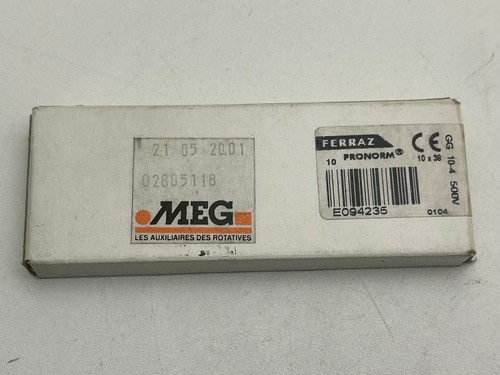 21 05 2001
02805118
MEG
LES AUXILIAIRES DES ROTATIVES
FERRAZ CE
10 PRONORM® 10 x 38
E094235 0104
GG 10-4 500V